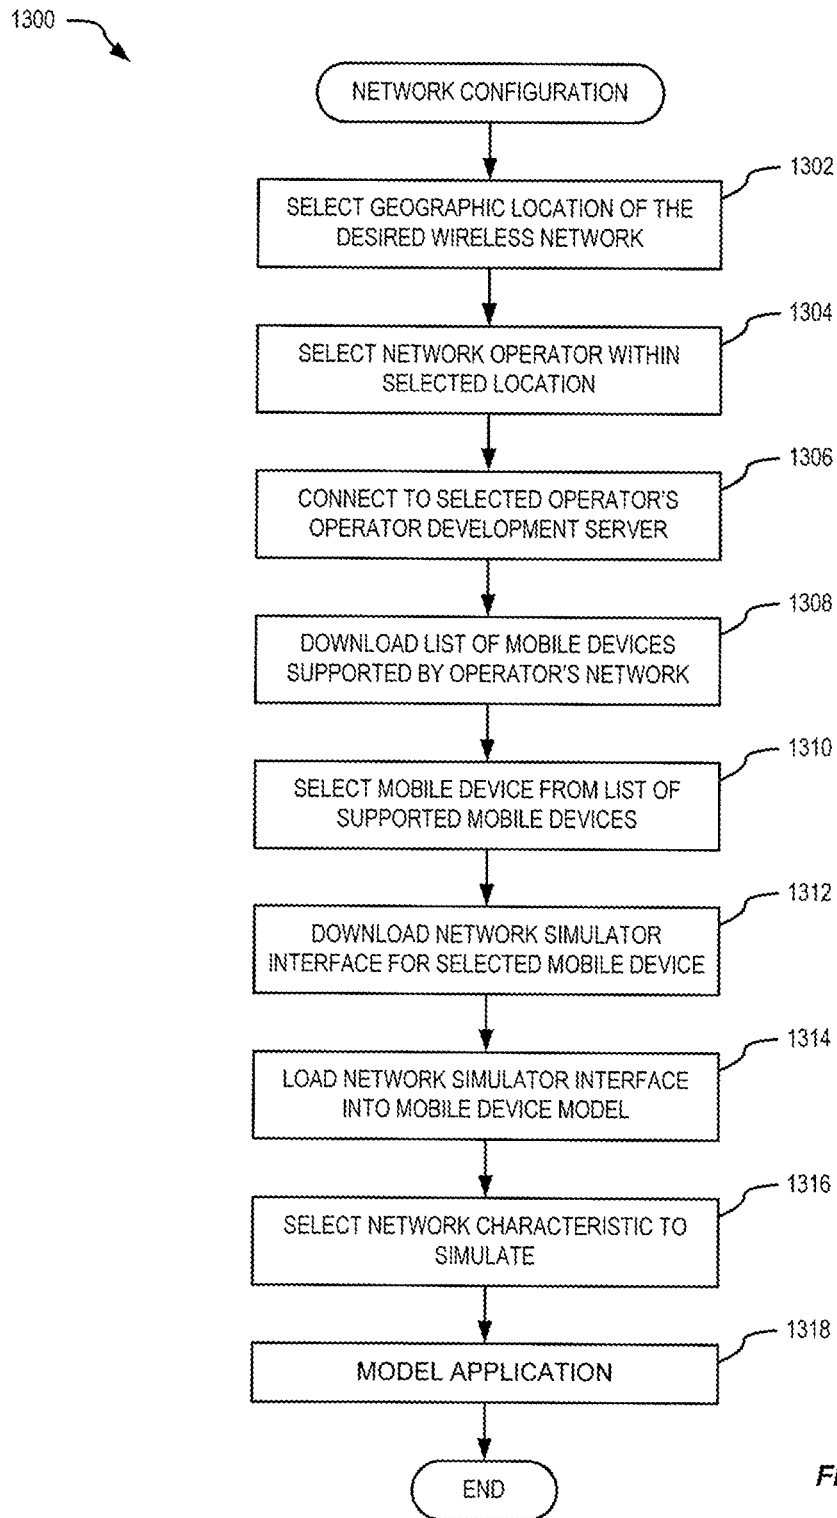 1300
NETWORK CONFIGURATION
1302
SELECT GEOGRAPHIC LOCATION OF THE
DESIRED WIRELESS NETWORK
1304
SELECT NETWORK OPERATOR WITHIN
SELECTED LOCATION
1306
CONNECT TO SELECTED OPERATOR'S
OPERATOR DEVELOPMENT SERVER
1308
DOWNLOAD LIST OF MOBILE DEVICES
SUPPORTED BY OPERATOR'S NETWORK
1310
SELECT MOBILE DEVICE FROM LIST OF
SUPPORTED MOBILE DEVICES
1312
DOWNLOAD NETWORK SIMULATOR
INTERFACE FOR SELECTED MOBILE DEVICE
1314
LOAD NETWORK SIMULATOR INTERFACE
INTO MOBILE DEVICE MODEL
1316
SELECT NETWORK CHARACTERISTIC TO
SIMULATE
1318
MODEL APPLICATION
END